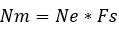 Nm = Ne * Fs